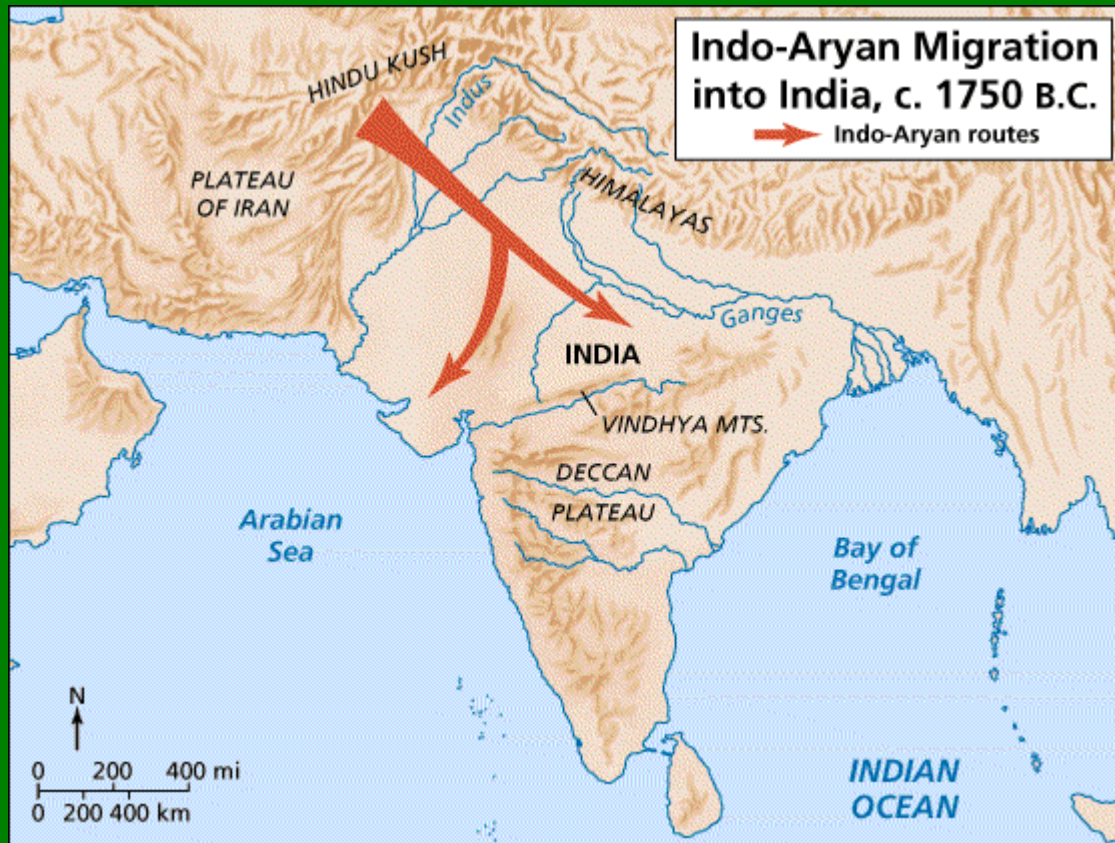 Indo-Aryan Migration
into India, c. 1750 B.C.
Indo-Aryan routes
HINDU KUSH
Indus
PLATEAU
OF IRAN
HIMALAYAS
Ganges
INDIA
VINDHYA MTS.
DECCAN
PLATEAU
Arabian
Sea
Bay of
Bengal
N
0 200 400 mi
0 200 400 km
INDIAN
OCEAN